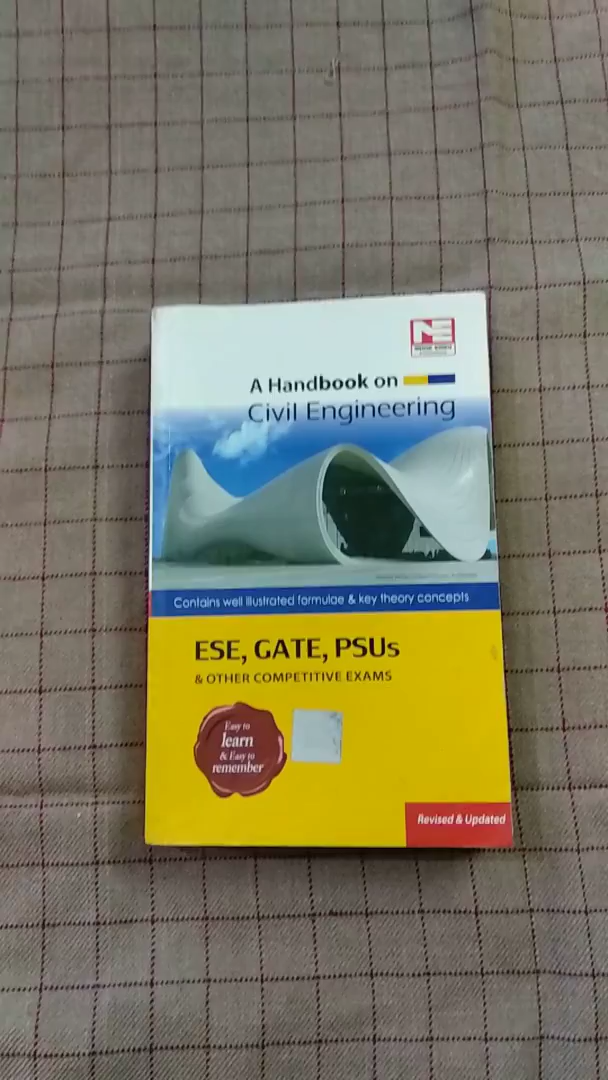 A Handbook on
Civil Engineering
Contains well illustrated formulae & key theory concepts
ESE, GATE, PSUs
& OTHER COMPETITIVE EXAMS
Easy to
learn
& Easy to
remember
Revised & Updated